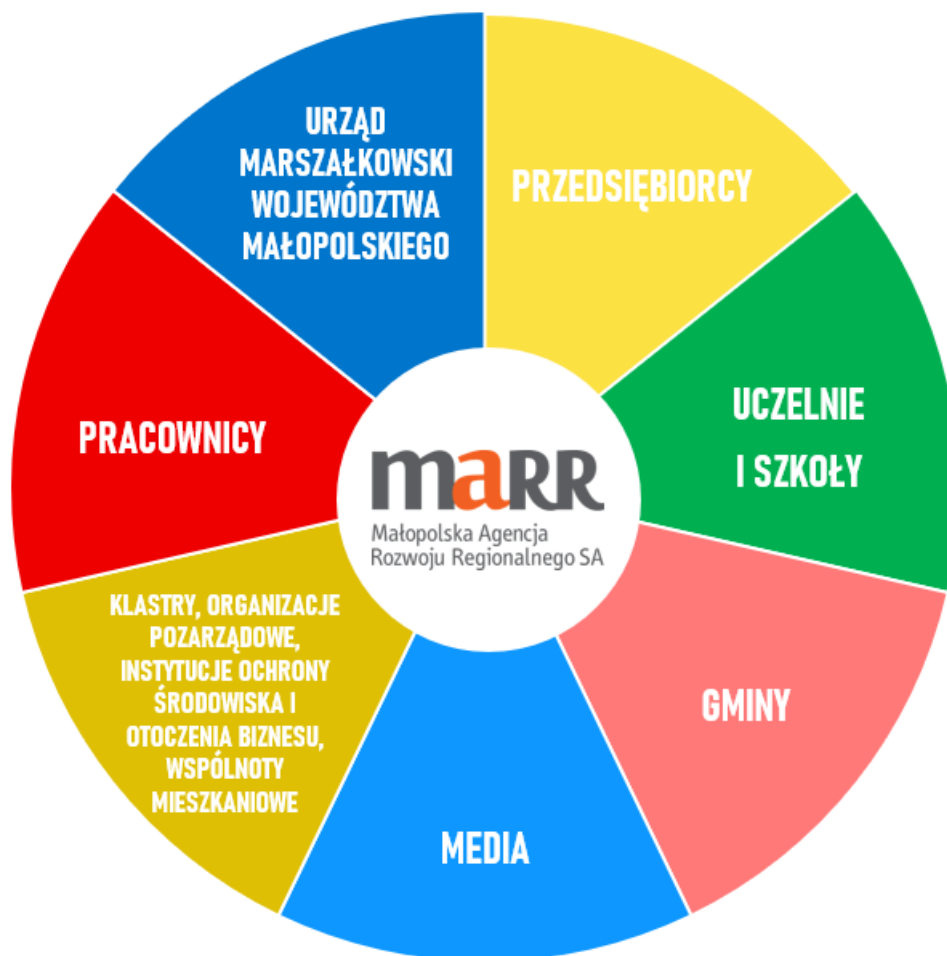 URZĄD
MARSZAŁKOWSKI
WOJEWÓDZTWA
MAŁOPOLSKIEGO
PRZEDSIĘBIORCY
UCZELNIE
I SZKOŁY
GMINY
MEDIA
KLASTRY, ORGANIZACJE
POZARZĄDOWE,
INSTYTUCJE OCHRONY
ŚRODOWISKA I
OTOCZENIA BIZNESU,
WSPÓLNOTY
MIESZKANIOWE
PRACOWNICY
maRR
Małopolska Agencja
Rozwoju Regionalnego SA